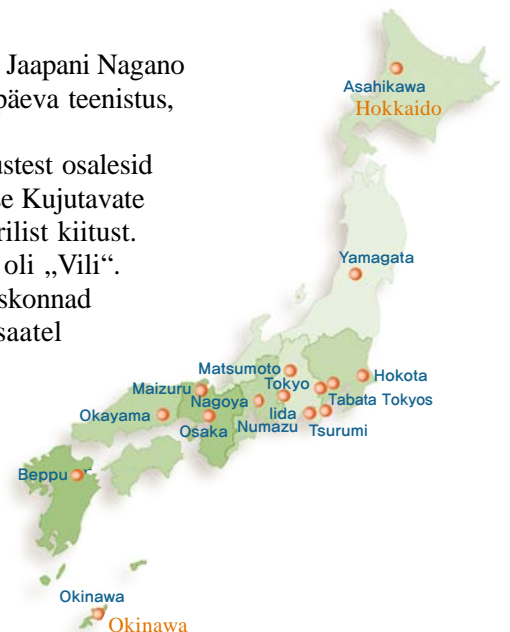 Jaapani Nagano
päeva teenistus,
ustest osalesid
e Kujutavate
rilist kiitust.
oli „Vili“.
skonnad
saatel
Asahikawa
Hokkaido
Yamagata
Matsumoto
Hokota
Tokyo
Maizuru
Nagoya
Tabata Tokyos
Okayama
Iida
Osaka
Numazu
Tsurumi
Beppu
Okinawa
Okinawa